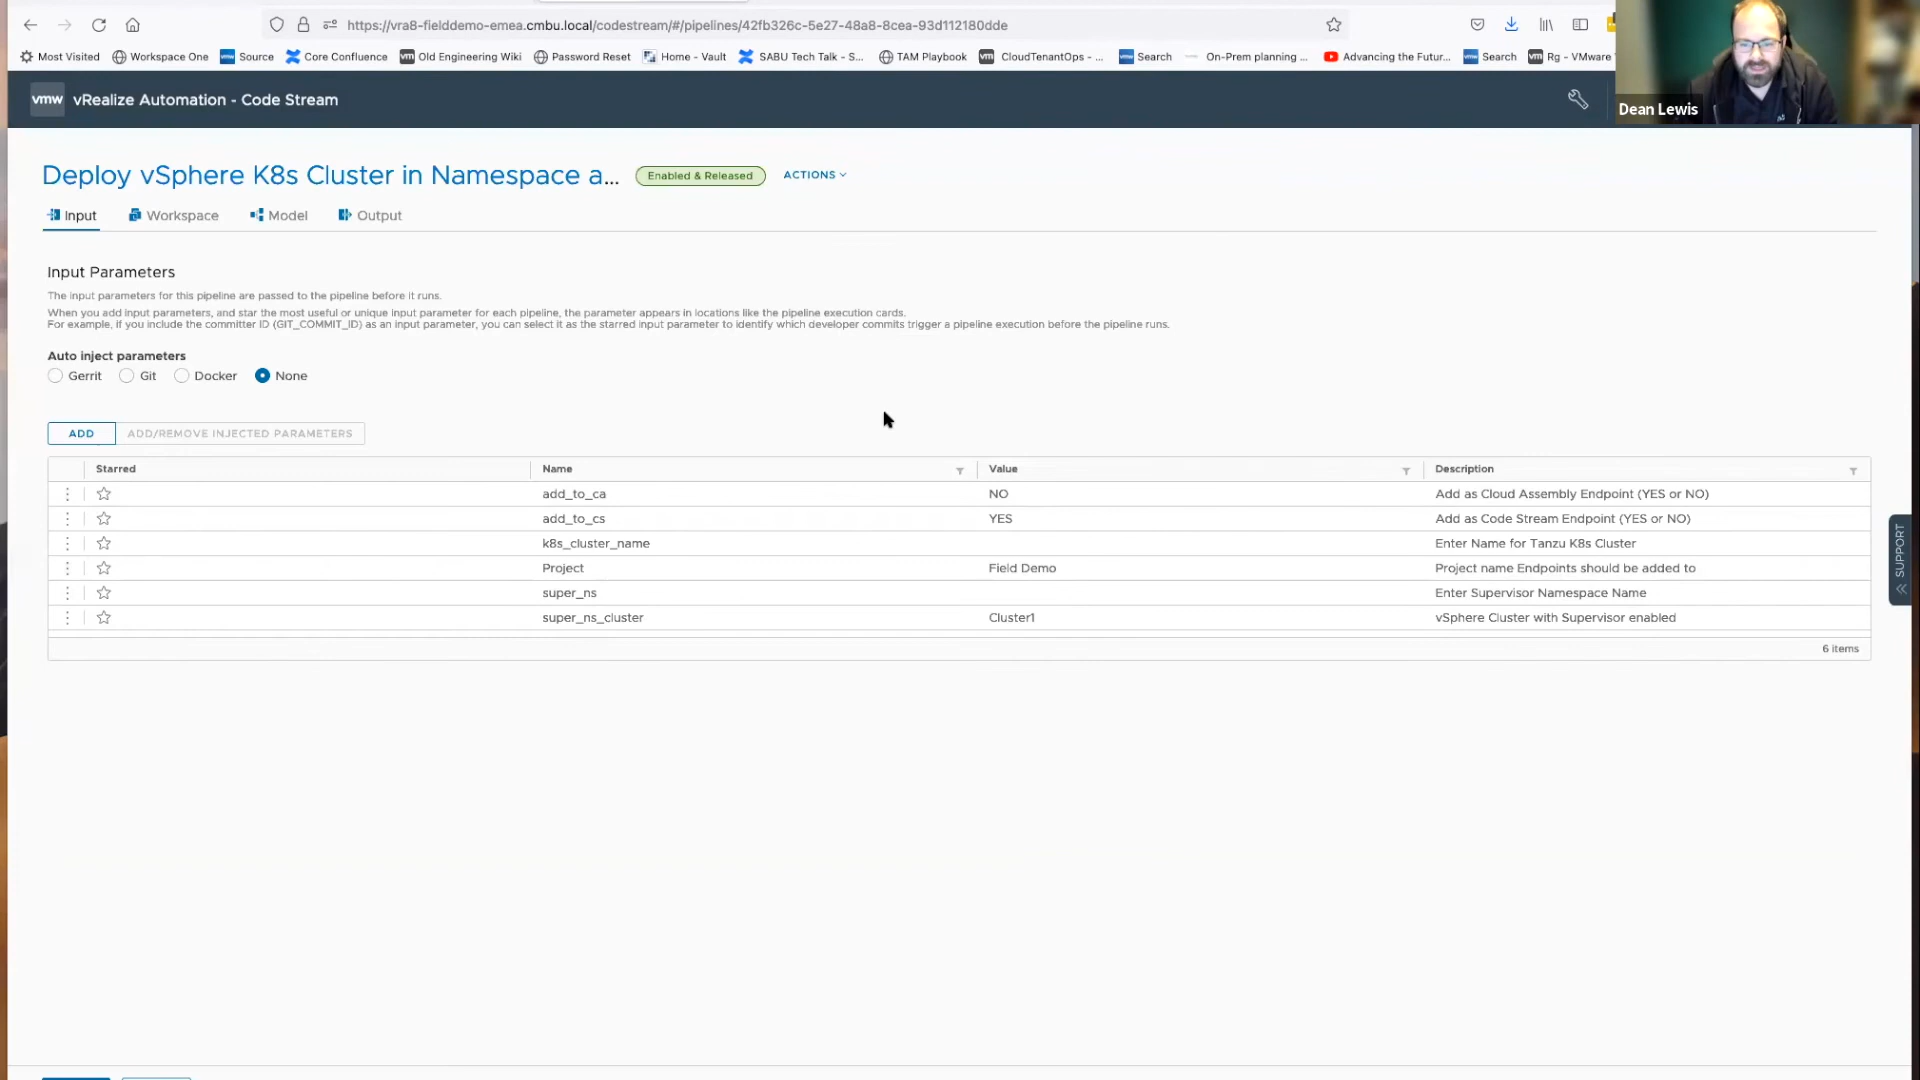 https://vra8-fielddemo-emea.cmbu.local/codestream/#/pipelines/42fb326c-5e27-48a8-8cea-93d112180dde
Most Visited Workspace One Source Core Confluence Old Engineering Wiki Password Reset Home - Vault SABU Tech Talk - S... TAM Playbook CloudTenantOps - ... Search On-Prem planning ... Advancing the Futur... Search Rg - VMware
Dean Lewis
vmw vRealize Automation - Code Stream
Deploy vSphere K8s Cluster in Namespace a... Enabled & Released ACTIONS
Input Workspace Model Output
Input Parameters
The input parameters for this pipeline are passed to the pipeline before it runs.
When you add input parameters, and star the most useful or unique input parameter for each pipeline, the parameter appears in locations like the pipeline execution cards.
For example, if you include the committer ID (GIT_COMMIT_ID) as an input parameter, you can select it as the starred input parameter to identify which developer commits trigger a pipeline execution before the pipeline runs.
Auto inject parameters
Gerrit Git Docker None
ADD ADD/REMOVE INJECTED PARAMETERS
Starred Name Value Description
add_to_ca NO Add as Cloud Assembly Endpoint (YES or NO)
add_to_cs YES Add as Code Stream Endpoint (YES or NO)
k8s_cluster_name Enter Name for Tanzu K8s Cluster
Project Field Demo Project name Endpoints should be added to
super_ns Enter Supervisor Namespace Name
super_ns_cluster Cluster1 vSphere Cluster with Supervisor enabled
6 items
SUPPORT